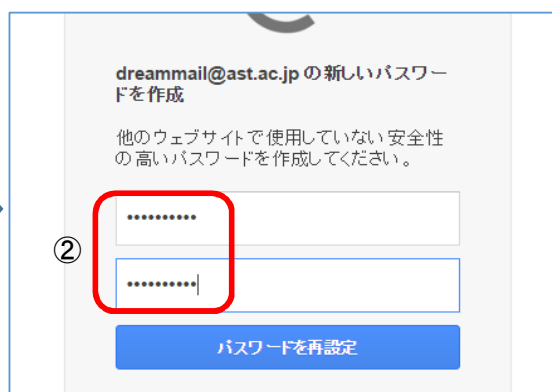 dreammail@ast.ac.jp の新しいパスワー
ドを作成
他のウェブサイトで使用していない安全性
の高いパスワードを作成してください。
••••••••••
②
••••••••••
パスワードを再設定